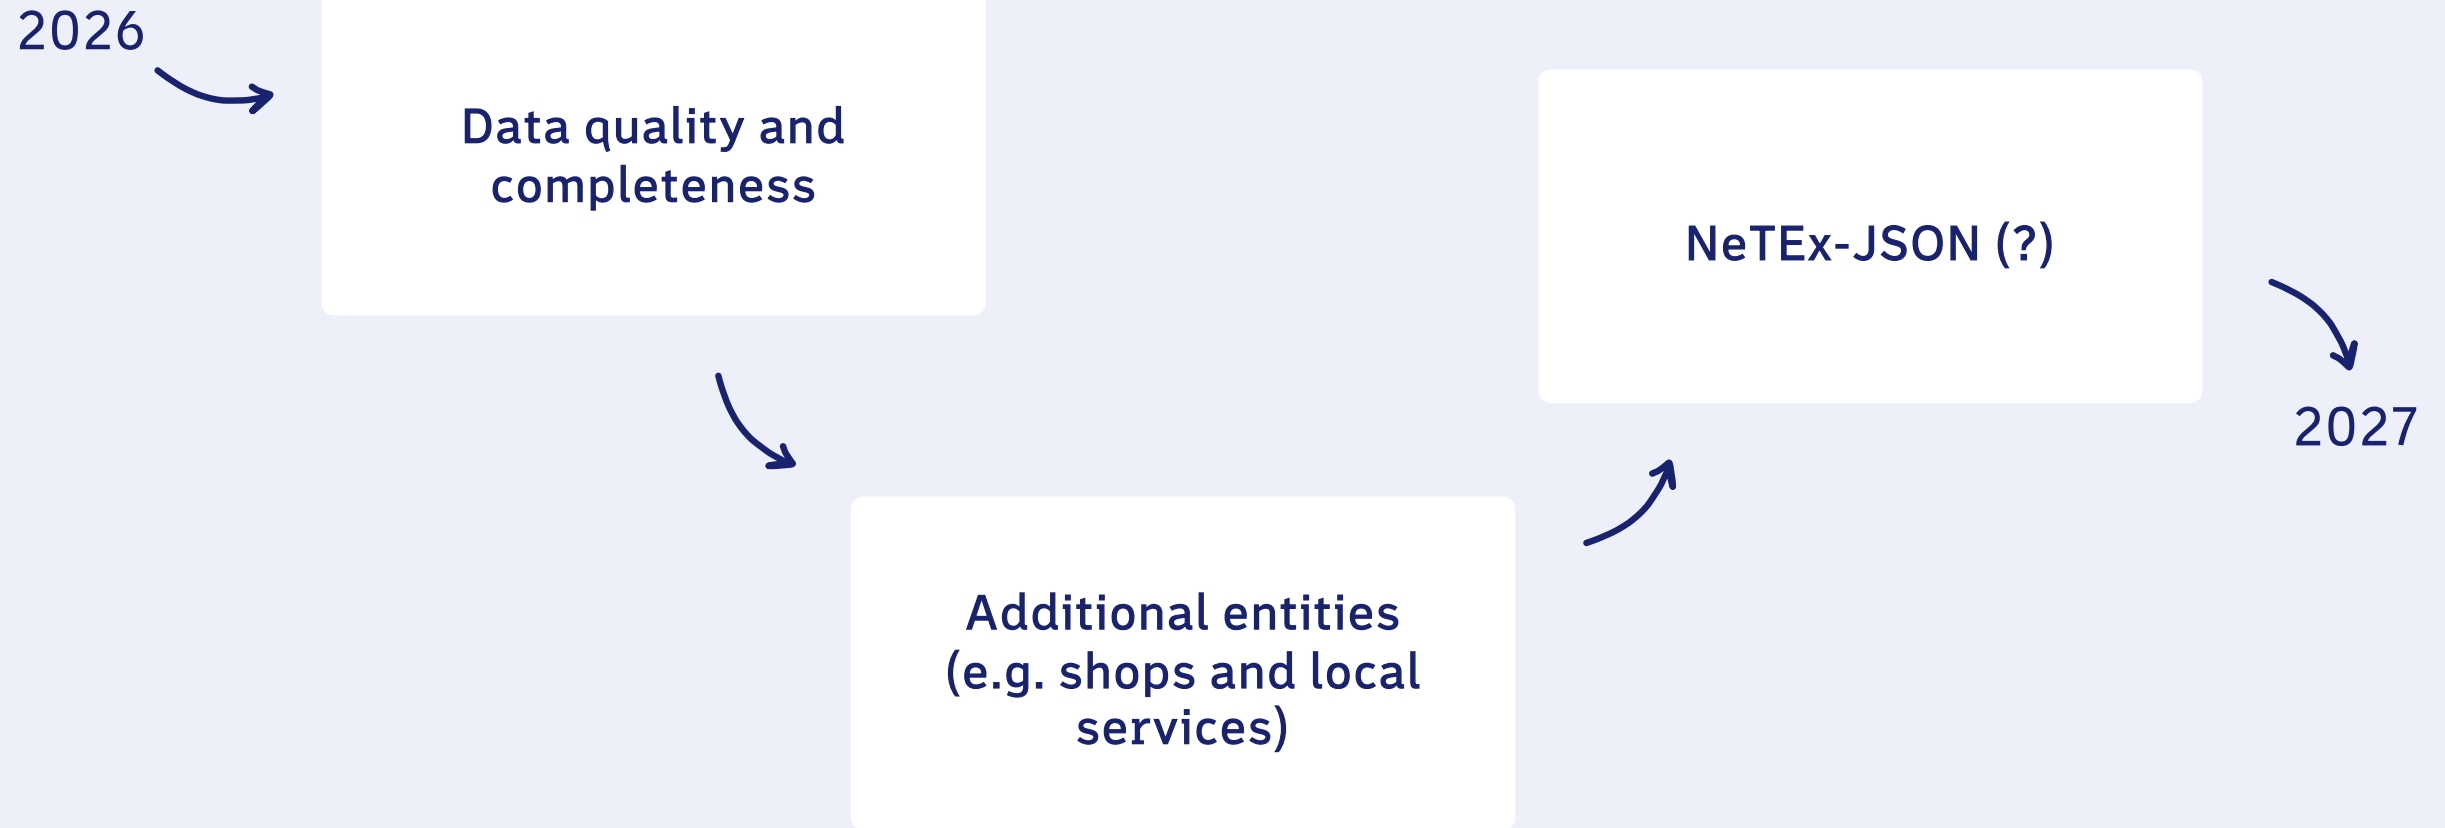 2026
Data quality and
completeness
Additional entities
(e.g. shops and local
services)
NeTEx-JSON (?)
2027